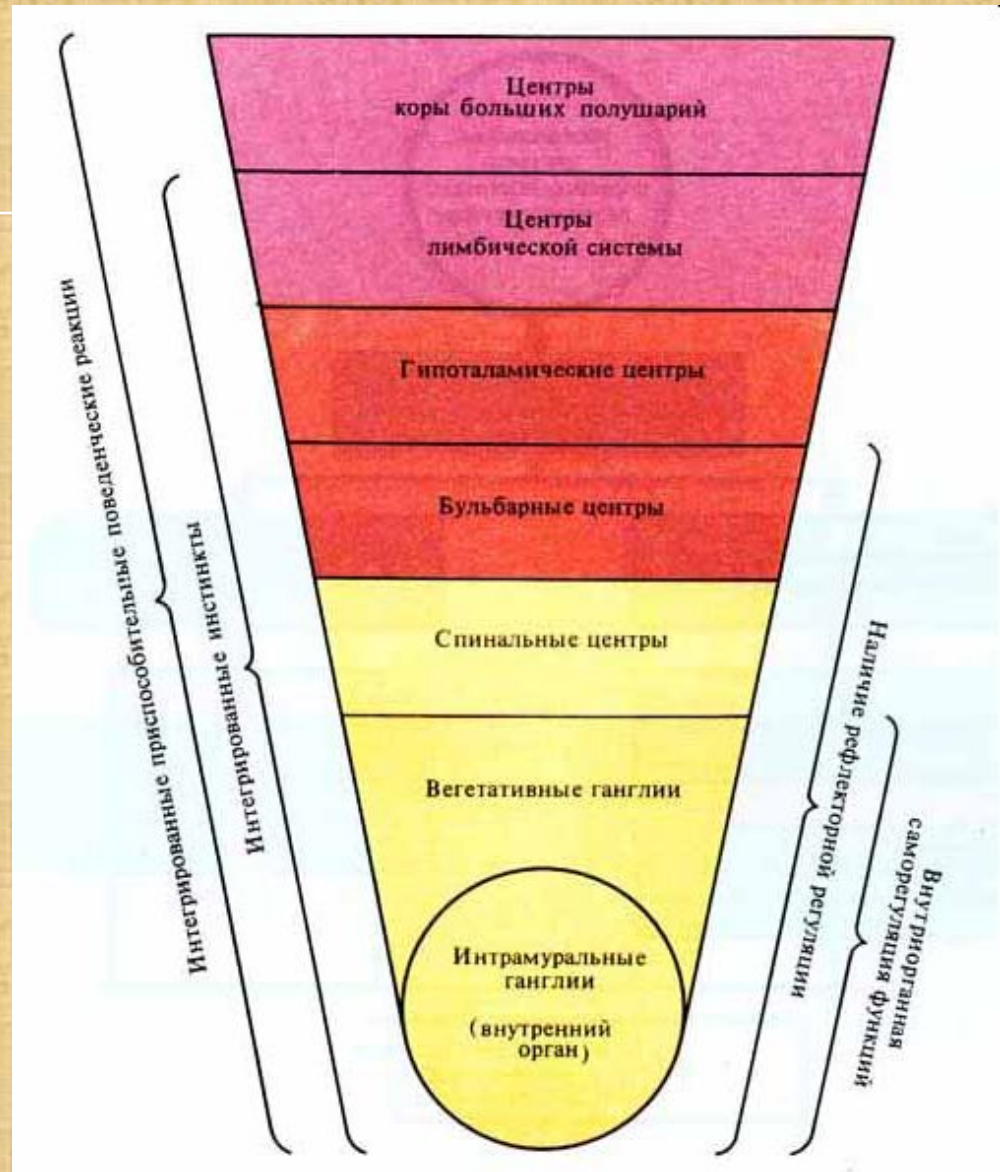 Центры
коры больших полушарий
Центры
лимбической системы
Гипоталамические центры
Бульбарные центры
Спинальные центры
Вегетативные ганглии
Интрамуральные
ганглии
(внутренний
орган)
Интегрированные приспособительные поведенческие реакции
Интегрированные инстинкты
Наличие рефлекторной регуляции
Внутриорганная
саморегуляция функций